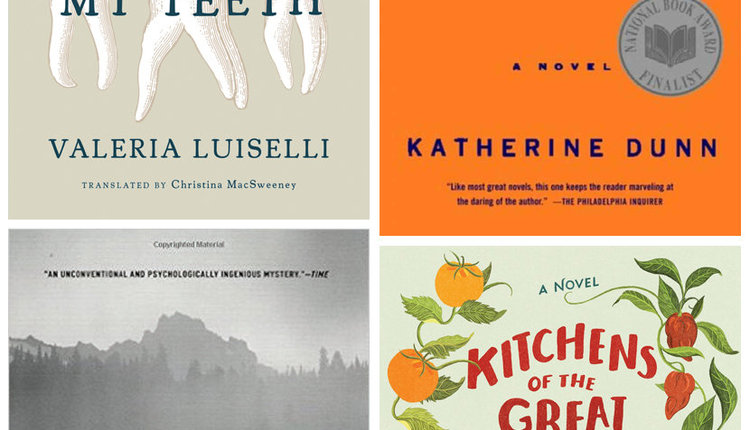 MY TEETH
VALERIA LUISELLI
TRANSLATED BY Christina MacSweeney
NATIONAL BOOK AWARD
FINALIST
A NOVEL
KATHERINE DUNN
"Like most great novels, this one keeps the reader marveling at
the daring of the author." —THE PHILADELPHIA INQUIRER
Copyrighted Material
"AN UNCONVENTIONAL AND PSYCHOLOGICALLY INGENIOUS MYSTERY."—TIME
A NOVEL
KITCHENS
OF THE
GREAT